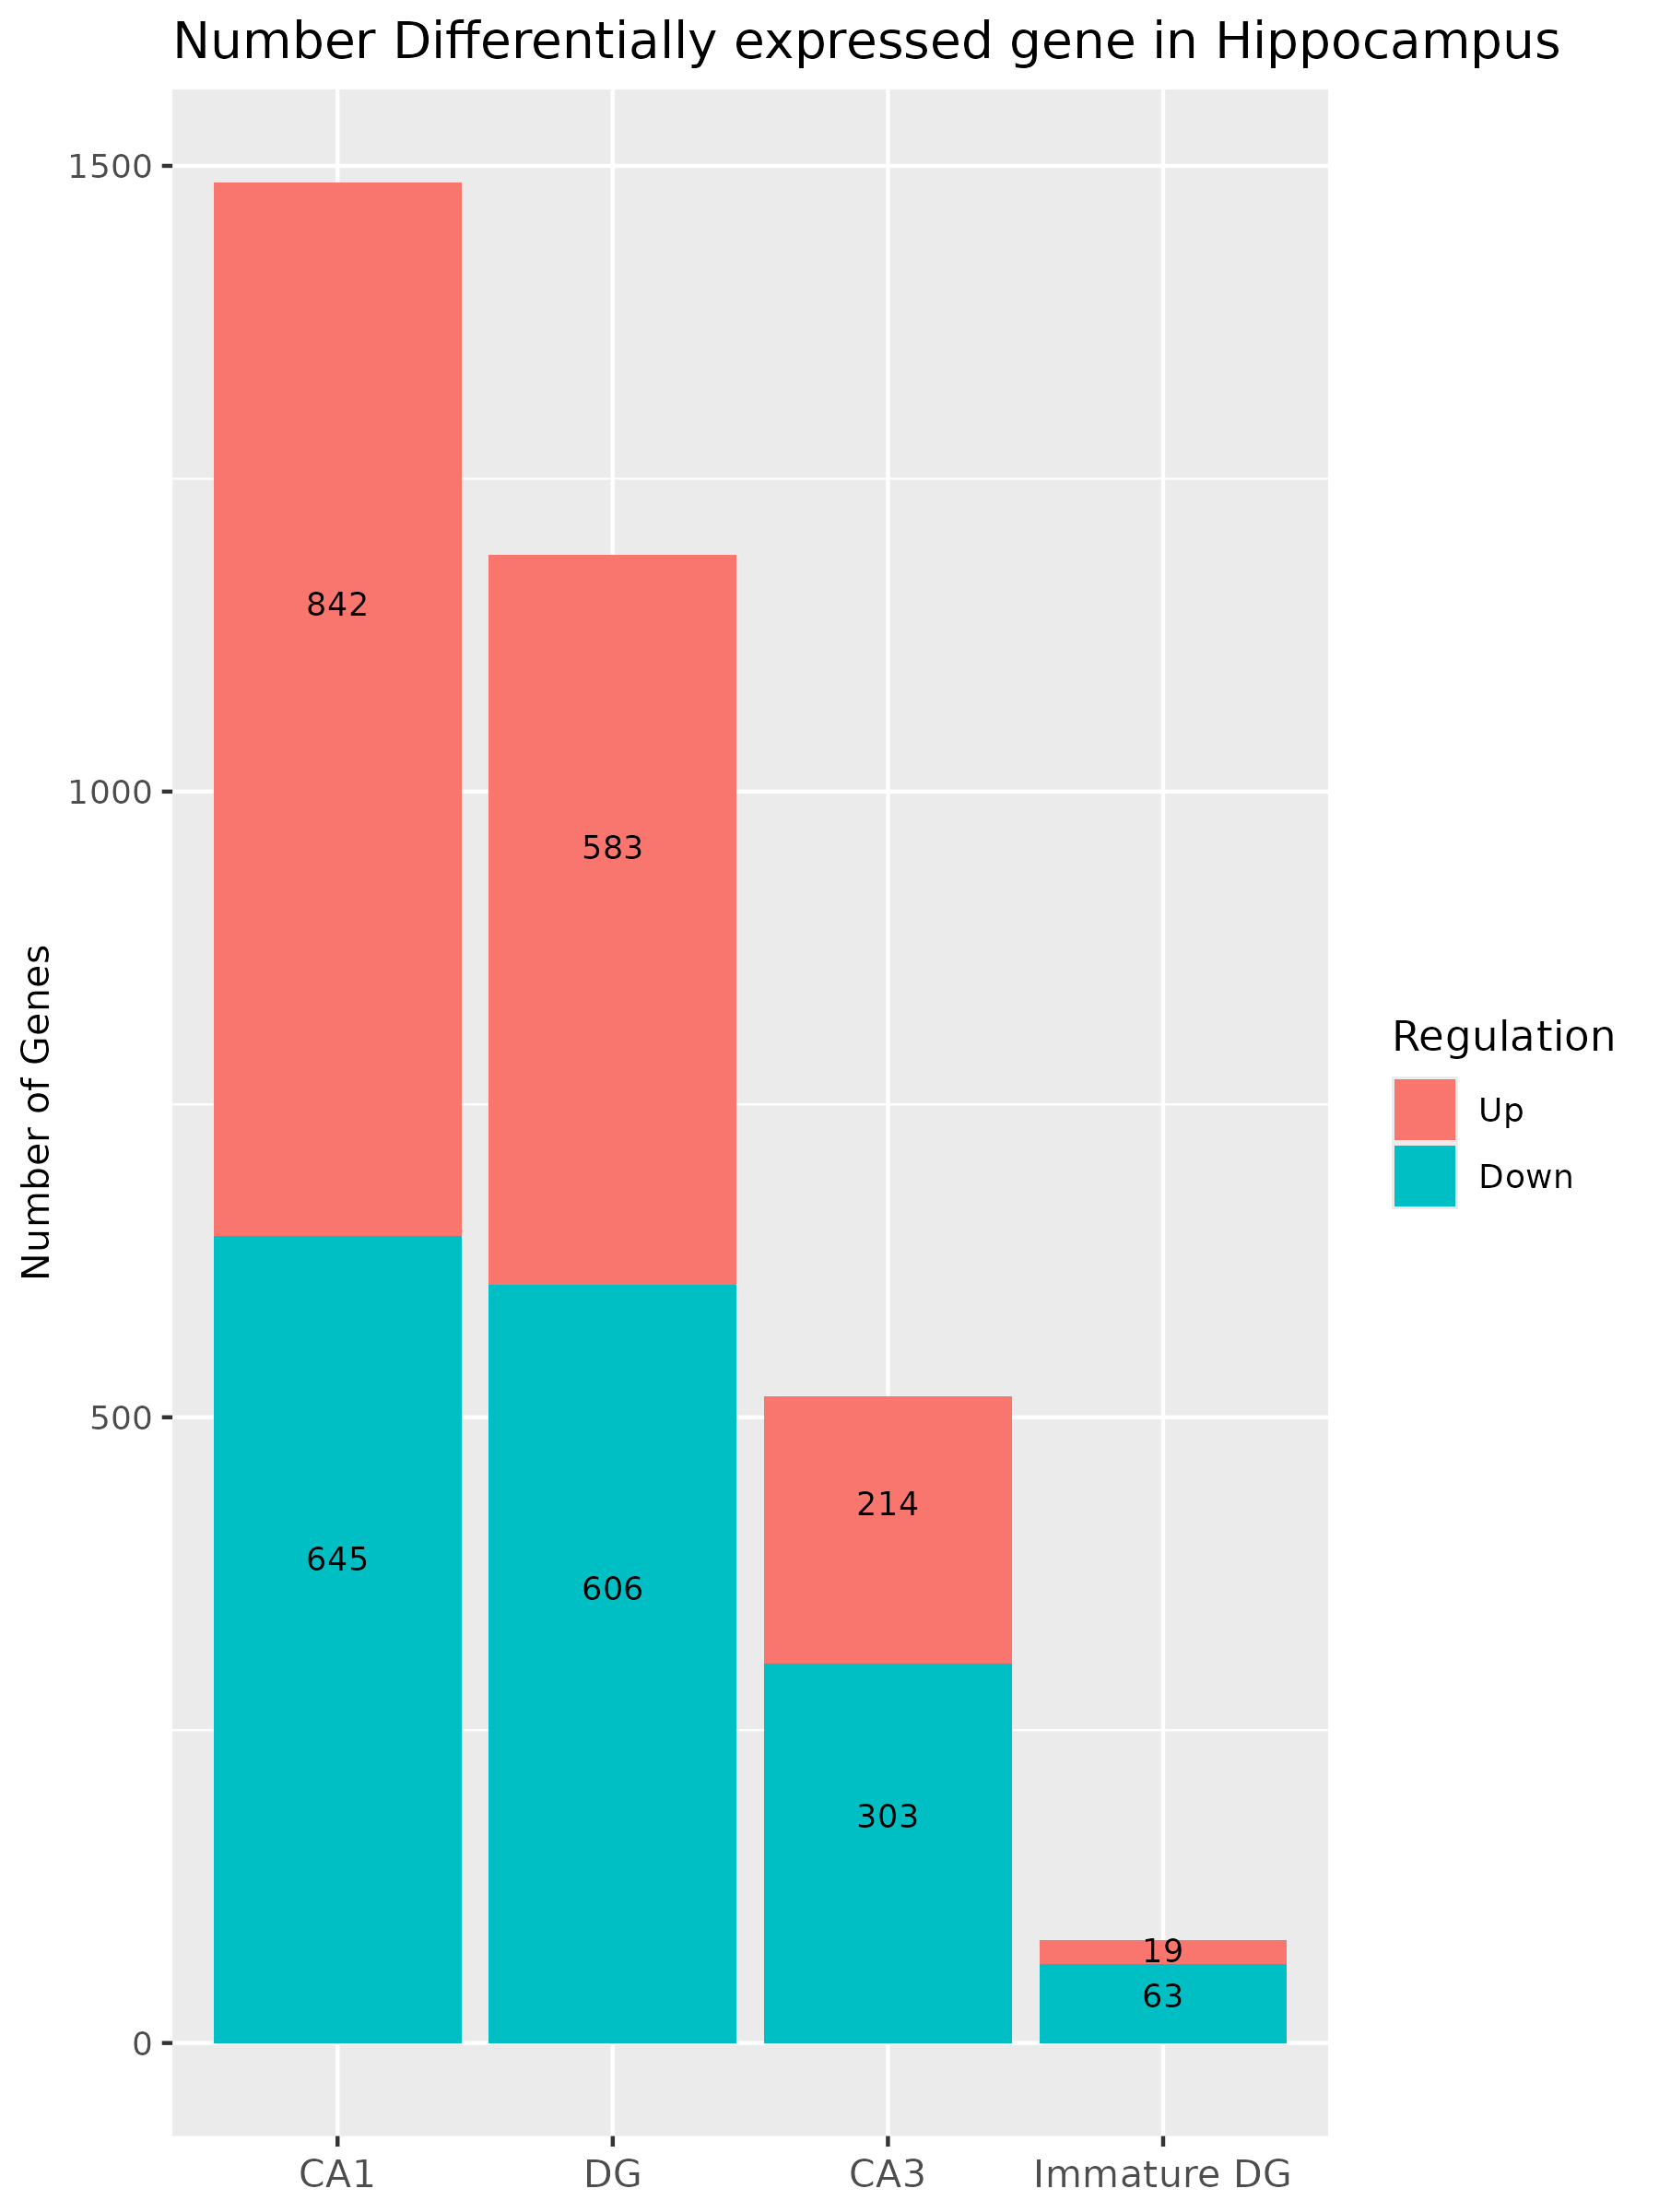 Number Differentially expressed gene in Hippocampus
1500
1000
500
0
Number of Genes
842
583
645
606
214
303
19
63
CA1 DG CA3 Immature DG
Regulation
Up
Down